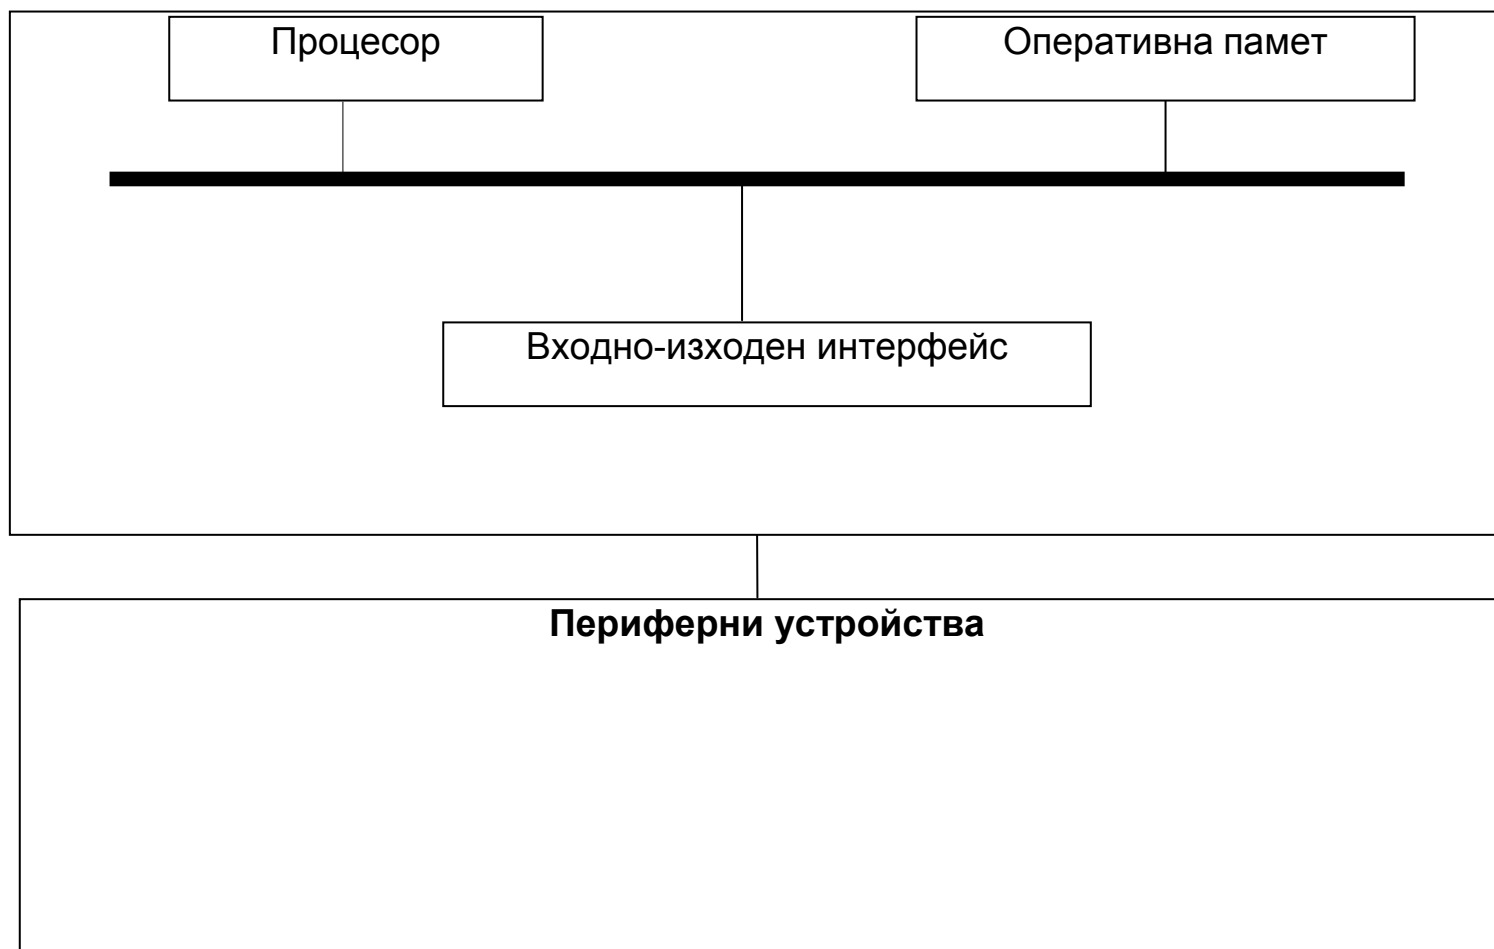 Процесор
Оперативна памет
Входно-изходен интерфейс
Периферни устройства